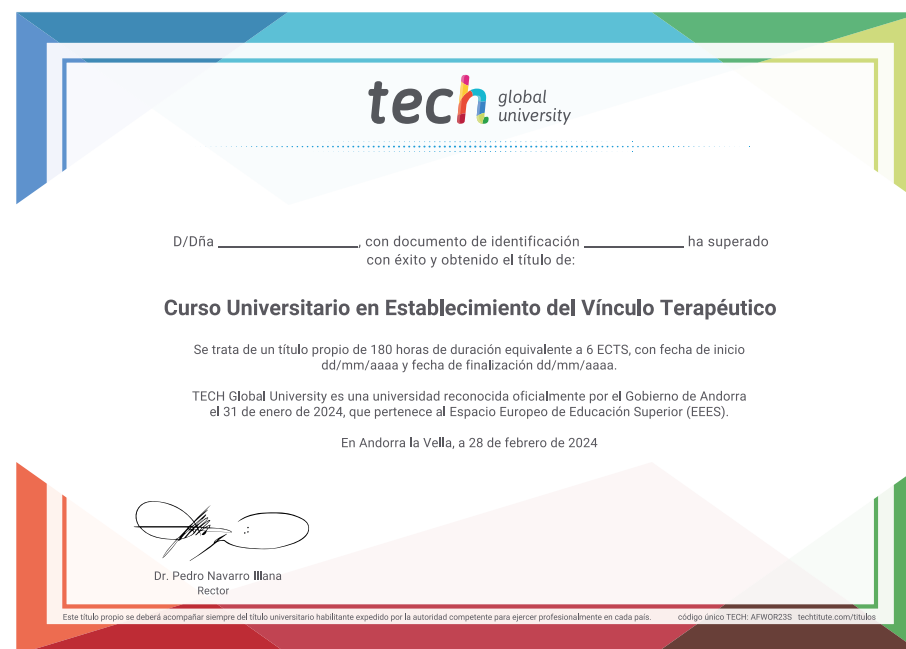 tech global
university
D/Dña ____________, con documento de identificación ____________ ha superado
con éxito y obtenido el título de:
Curso Universitario en Establecimiento del Vínculo Terapéutico
Se trata de un título propio de 180 horas de duración equivalente a 6 ECTS, con fecha de inicio
dd/mm/aaaa y fecha de finalización dd/mm/aaaa.
TECH Global University es una universidad reconocida oficialmente por el Gobierno de Andorra
el 31 de enero de 2024, que pertenece al Espacio Europeo de Educación Superior (EEES).
En Andorra la Vella, a 28 de febrero de 2024
Dr. Pedro Navarro Illana
Rector
Este título propio se deberá acompañar siempre del título universitario habilitante expedido por la autoridad competente para ejercer profesionalmente en cada país. código único TECH: AFWOR23S techtitute.com/titulos